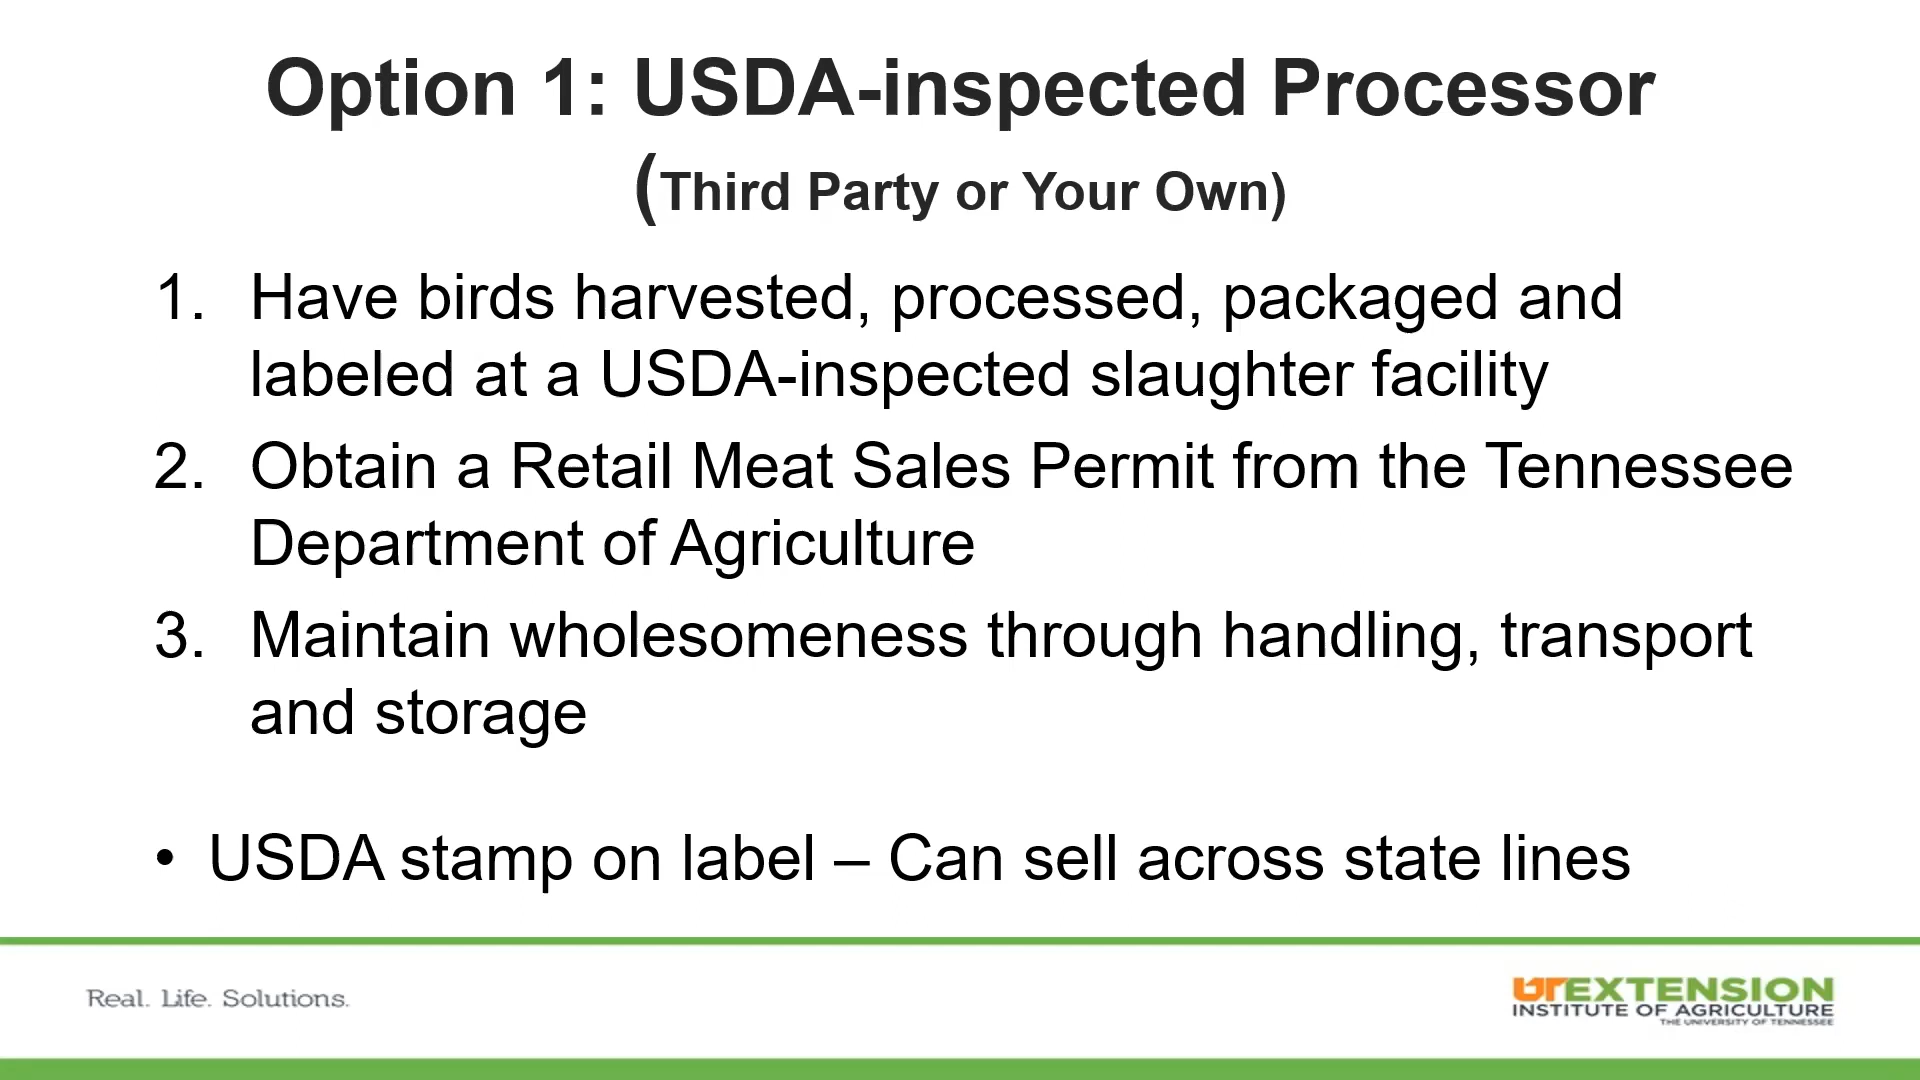 Option 1: USDA-inspected Processor
(Third Party or Your Own)
1. Have birds harvested, processed, packaged and
labeled at a USDA-inspected slaughter facility
2. Obtain a Retail Meat Sales Permit from the Tennessee
Department of Agriculture
3. Maintain wholesomeness through handling, transport
and storage
• USDA stamp on label – Can sell across state lines
Real. Life. Solutions.
UTEXTENSION
INSTITUTE OF AGRICULTURE
THE UNIVERSITY OF TENNESSEE